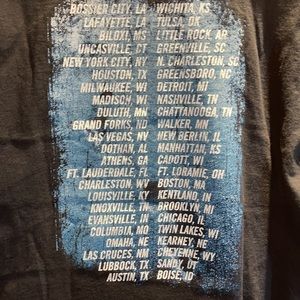 BOSSIER CITY, LA WICHITA, KS
LAFAYETTE, LA TULSA, OK
BILOXI, MS LITTLE ROCK, AR
UNCASVILLE, CT GREENVILLE, SC
NEW YORK CITY, NY N. CHARLESTON, SC
HOUSTON, TX GREENSBORO, NC
MILWAUKEE, WI DETROIT, MI
MADISON, WI NASHVILLE, TN
DULUTH, MN CHATTANOOGA, TN
GRAND FORKS, ND WALKER, MN
LAS VEGAS, NV NEW BERLIN, IL
DOTHAN, AL MANHATTAN, KS
ATHENS, GA CADOTT, WI
FT. LAUDERDALE, FL FT. LORAMIE, OH
CHARLESTON, WV BOSTON, MA
LOUISVILLE, KY KENTLAND, IN
KNOXVILLE, TN BROOKLYN, MI
EVANSVILLE, IN CHICAGO, IL
COLUMBIA, MO TWIN LAKES, WI
OMAHA, NE KEARNEY, NE
LAS CRUCES, NM CHEYENNE, WY
LUBBOCK, TX SANDY, UT
AUSTIN, TX BOISE, ID